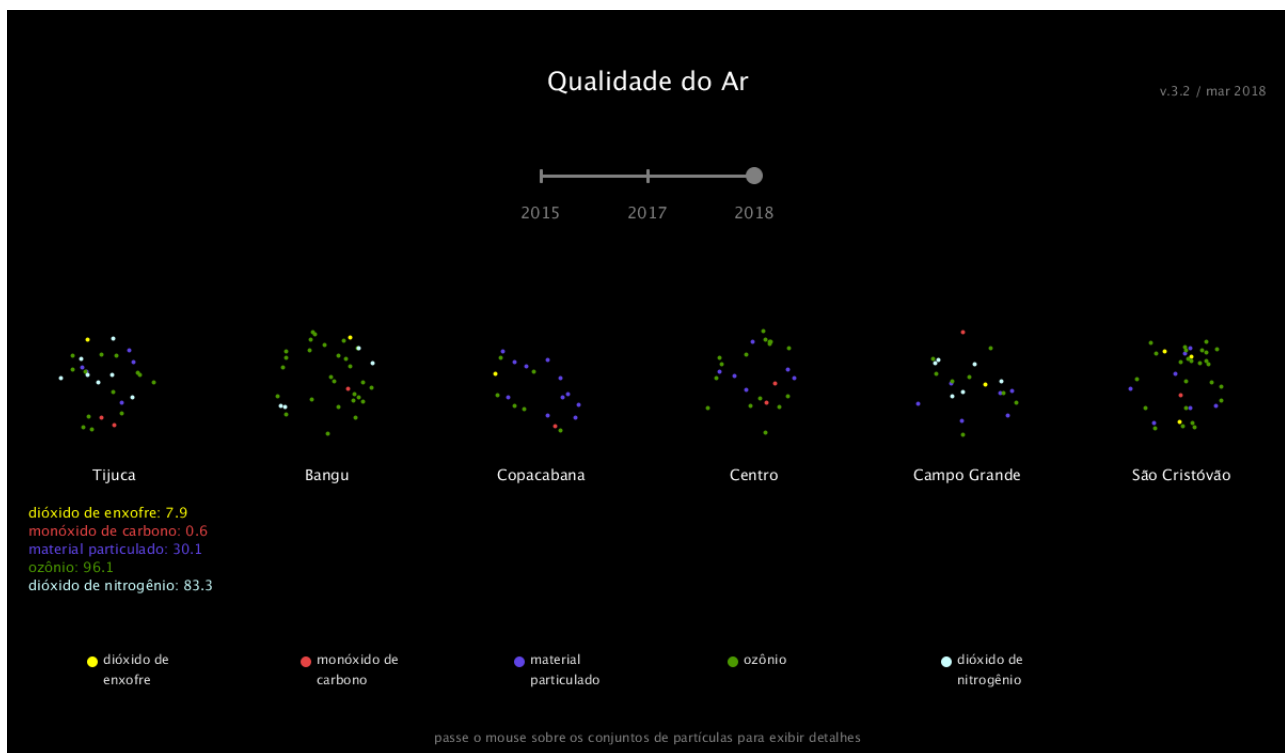 Qualidade do Ar
v.3.2 / mar 2018
2015 2017 2018
Tijuca Bangu Copacabana Centro Campo Grande São Cristóvão
dióxido de enxofre: 7.9
monóxido de carbono: 0.6
material particulado: 30.1
ozônio: 96.1
dióxido de nitrogênio: 83.3
dióxido de
enxofre
monóxido de
carbono
material
particulado
ozônio
dióxido de
nitrogênio
passe o mouse sobre os conjuntos de partículas para exibir detalhes